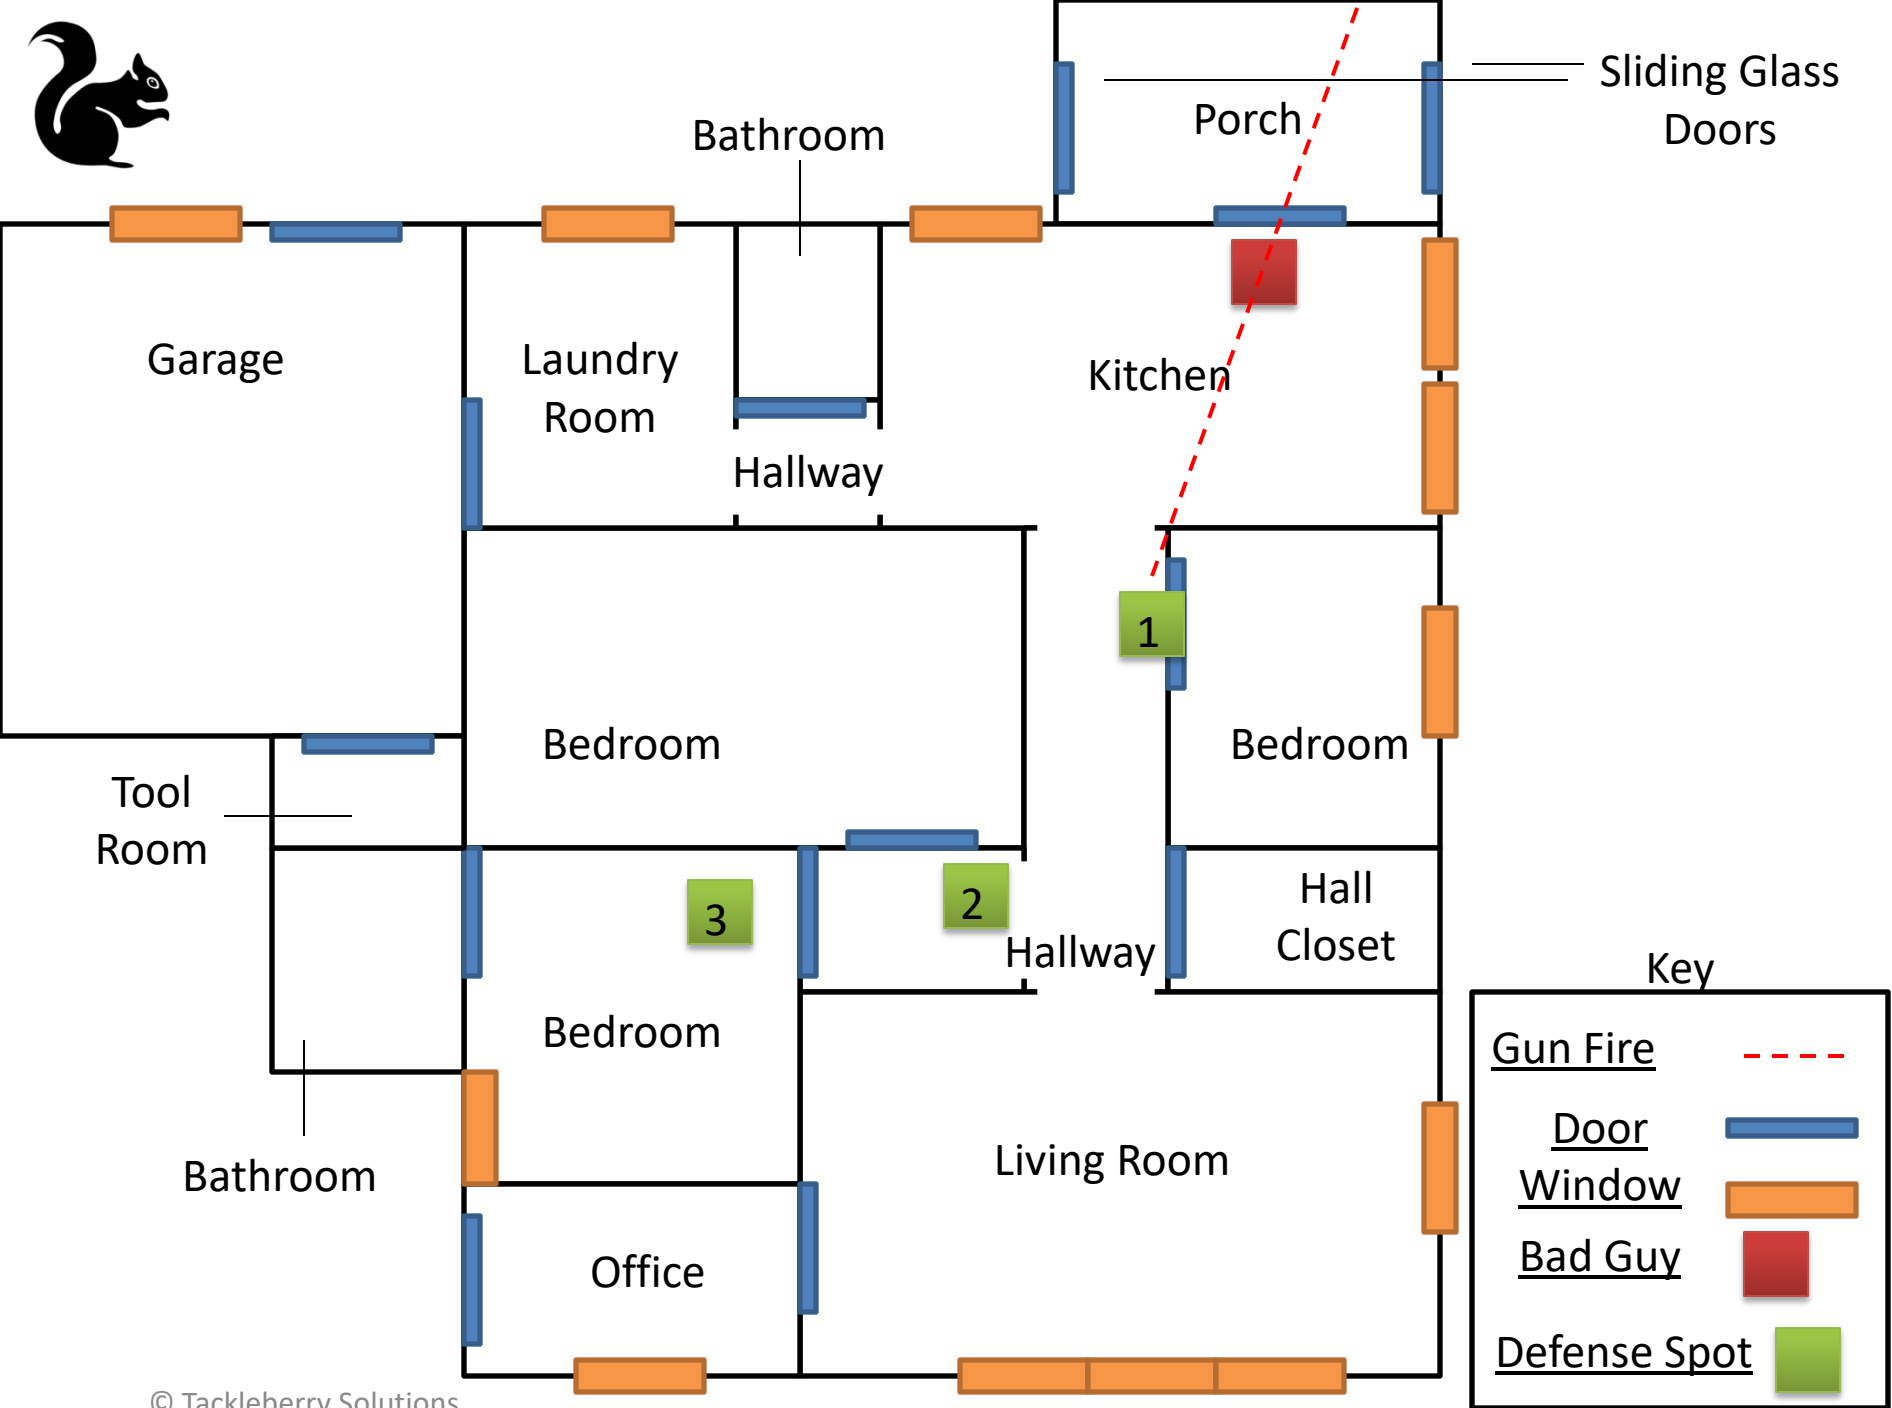 Sliding Glass
Doors
Porch
Bathroom
Garage
Laundry
Room
Kitchen
Hallway
1
Bedroom
Bedroom
Tool
Room
3
2
Hall
Closet
Hallway
Key
Bedroom
Gun Fire
Door
Living Room
Window
Bathroom
Office
Bad Guy
Defense Spot
© Tackleberry Solutions